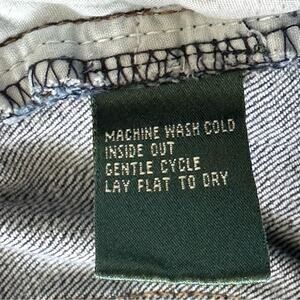 MACHINE WASH COLD
INSIDE OUT
GENTLE CYCLE
LAY FLAT TO DRY